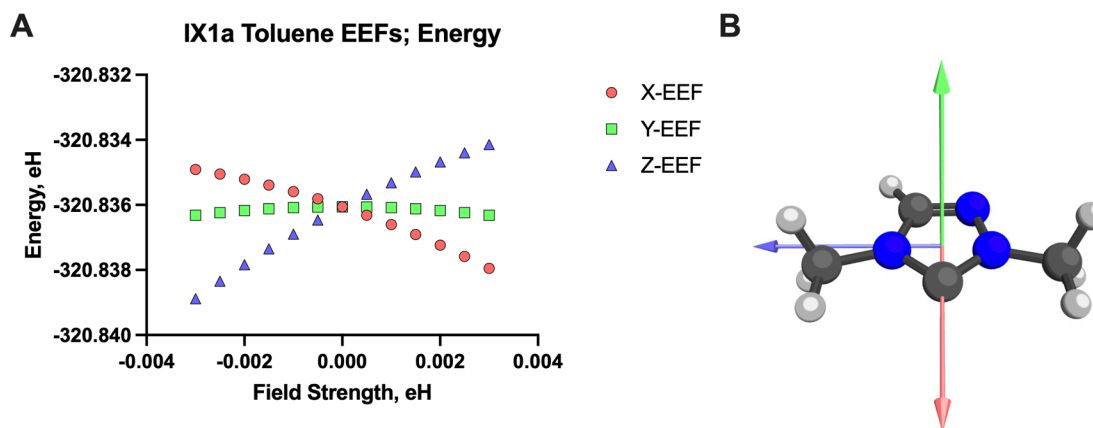 A
IX1a Toluene EEFs; Energy
B
-320.832
-320.834
-320.836
-320.838
-320.840
Energy, eH
-0.004
-0.002
0.000
0.002
0.004
Field Strength, eH
X-EEF
Y-EEF
Z-EEF